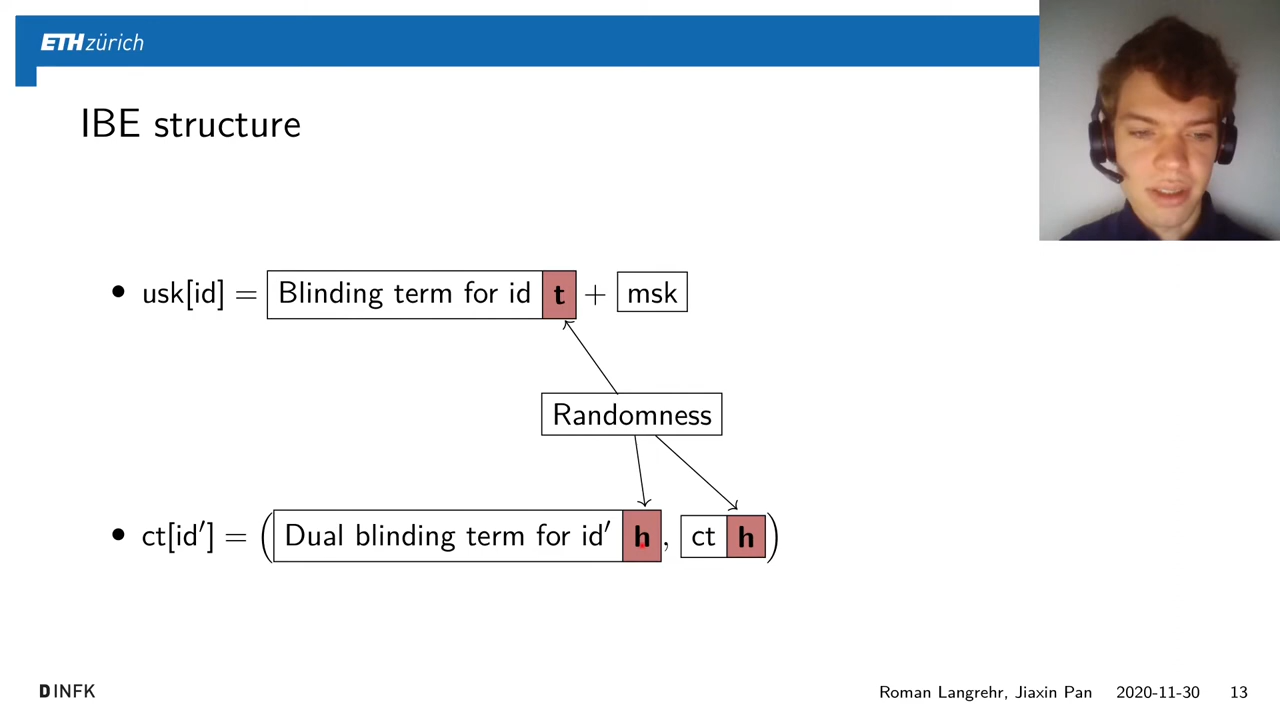 ETH zürich
IBE structure
• usk[id] = Blinding term for id t + msk
Randomness
• ct[id′] = (Dual blinding term for id′ h, ct h)
D INFK
Roman Langrehr, Jiaxin Pan 2020-11-30 13